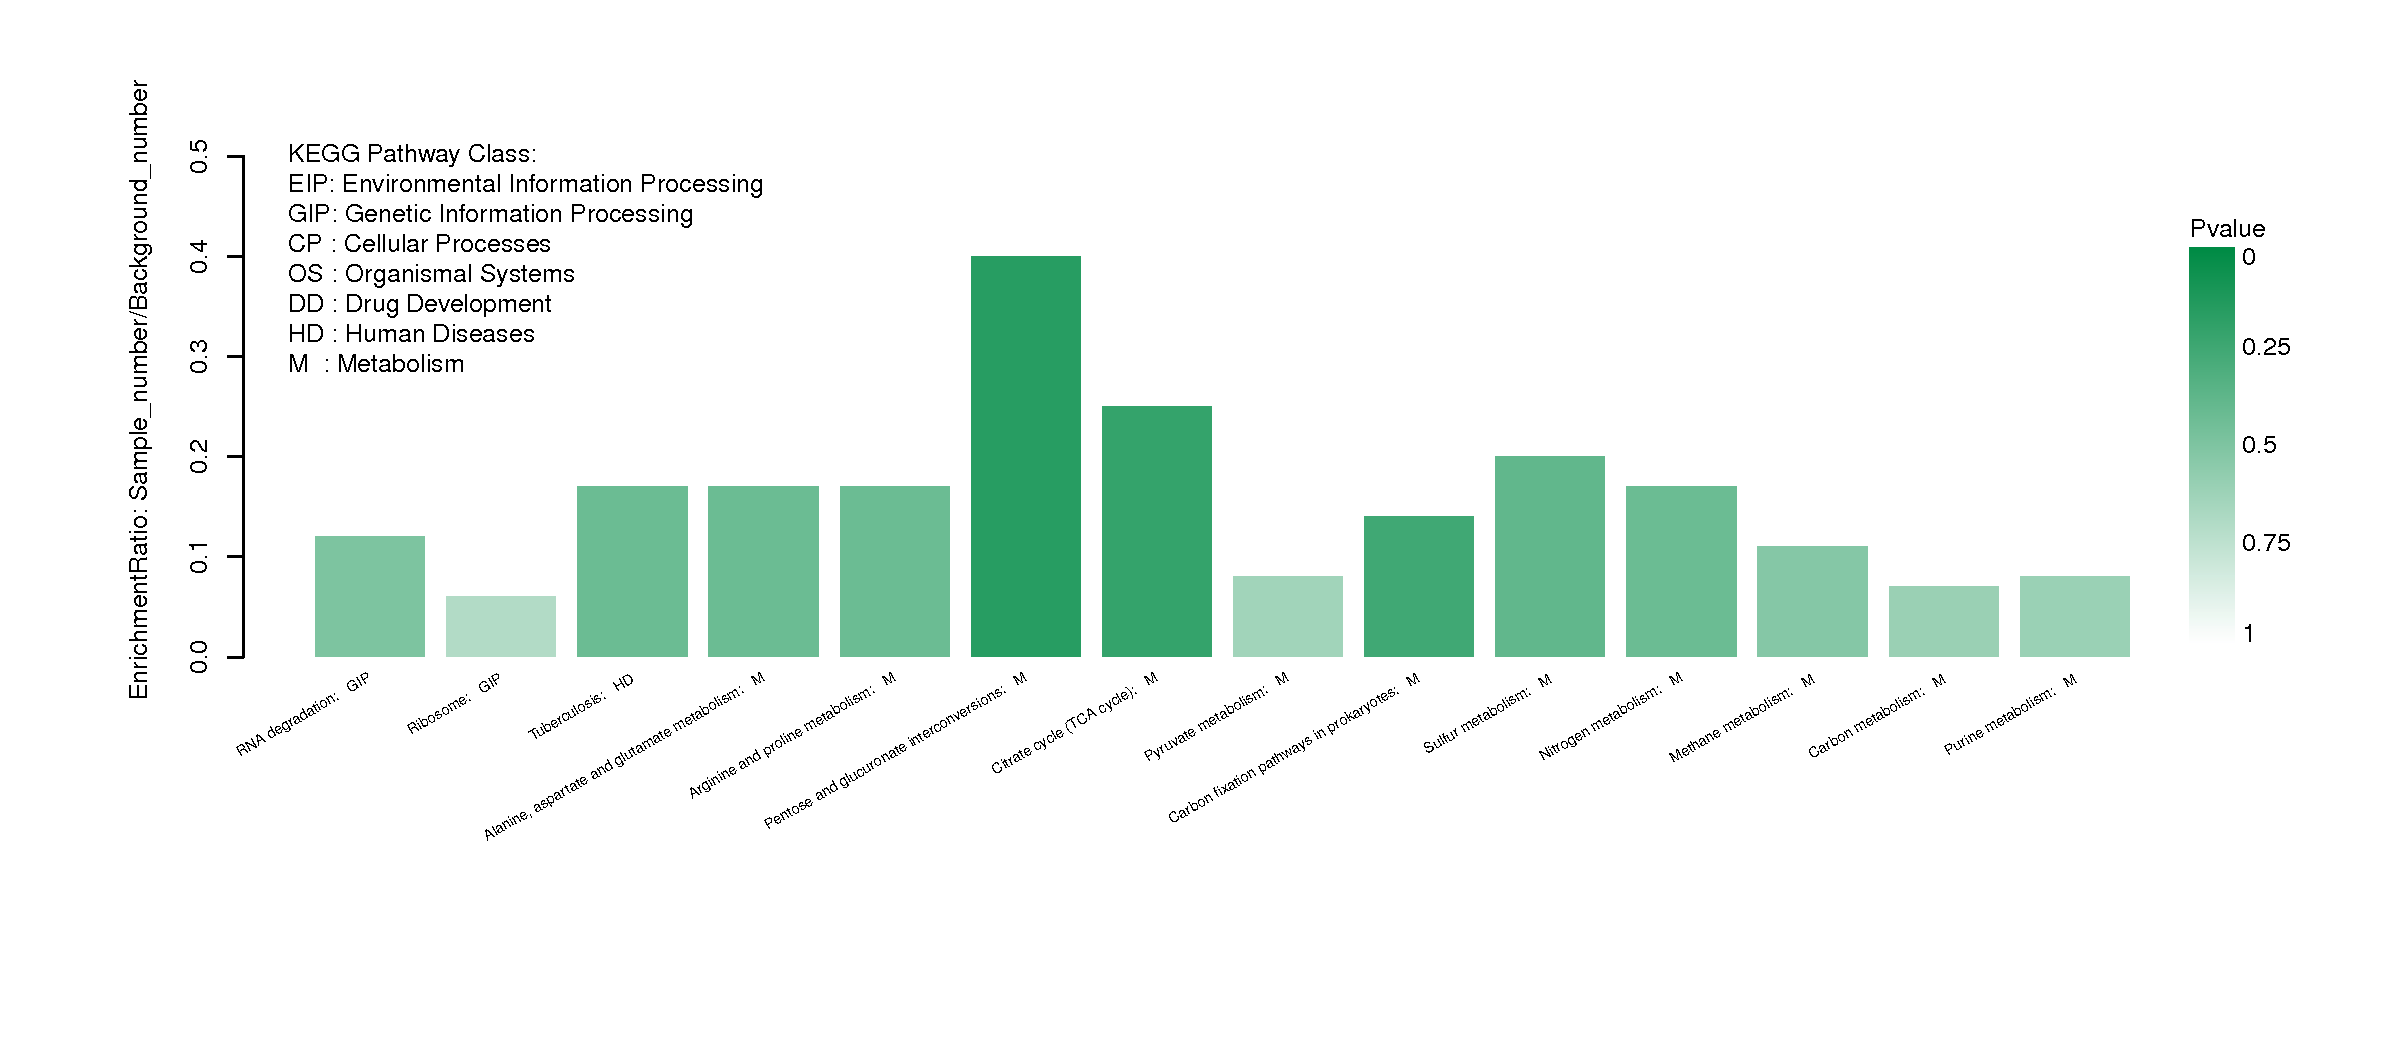 EnrichmentRatio: Sample_number/Background_number
0.5
0.4
0.3
0.2
0.1
0.0
KEGG Pathway Class:
EIP: Environmental Information Processing
GIP: Genetic Information Processing
CP : Cellular Processes
OS : Organismal Systems
DD : Drug Development
HD : Human Diseases
M : Metabolism
RNA degradation: GIP
Ribosome: GIP
Tuberculosis: HD
Alanine, aspartate and glutamate metabolism: M
Arginine and proline metabolism: M
Pentose and glucuronate interconversions: M
Citrate cycle (TCA cycle): M
Pyruvate metabolism: M
Carbon fixation pathways in prokaryotes: M
Sulfur metabolism: M
Nitrogen metabolism: M
Methane metabolism: M
Carbon metabolism: M
Purine metabolism: M
Pvalue
0
0.25
0.5
0.75
1